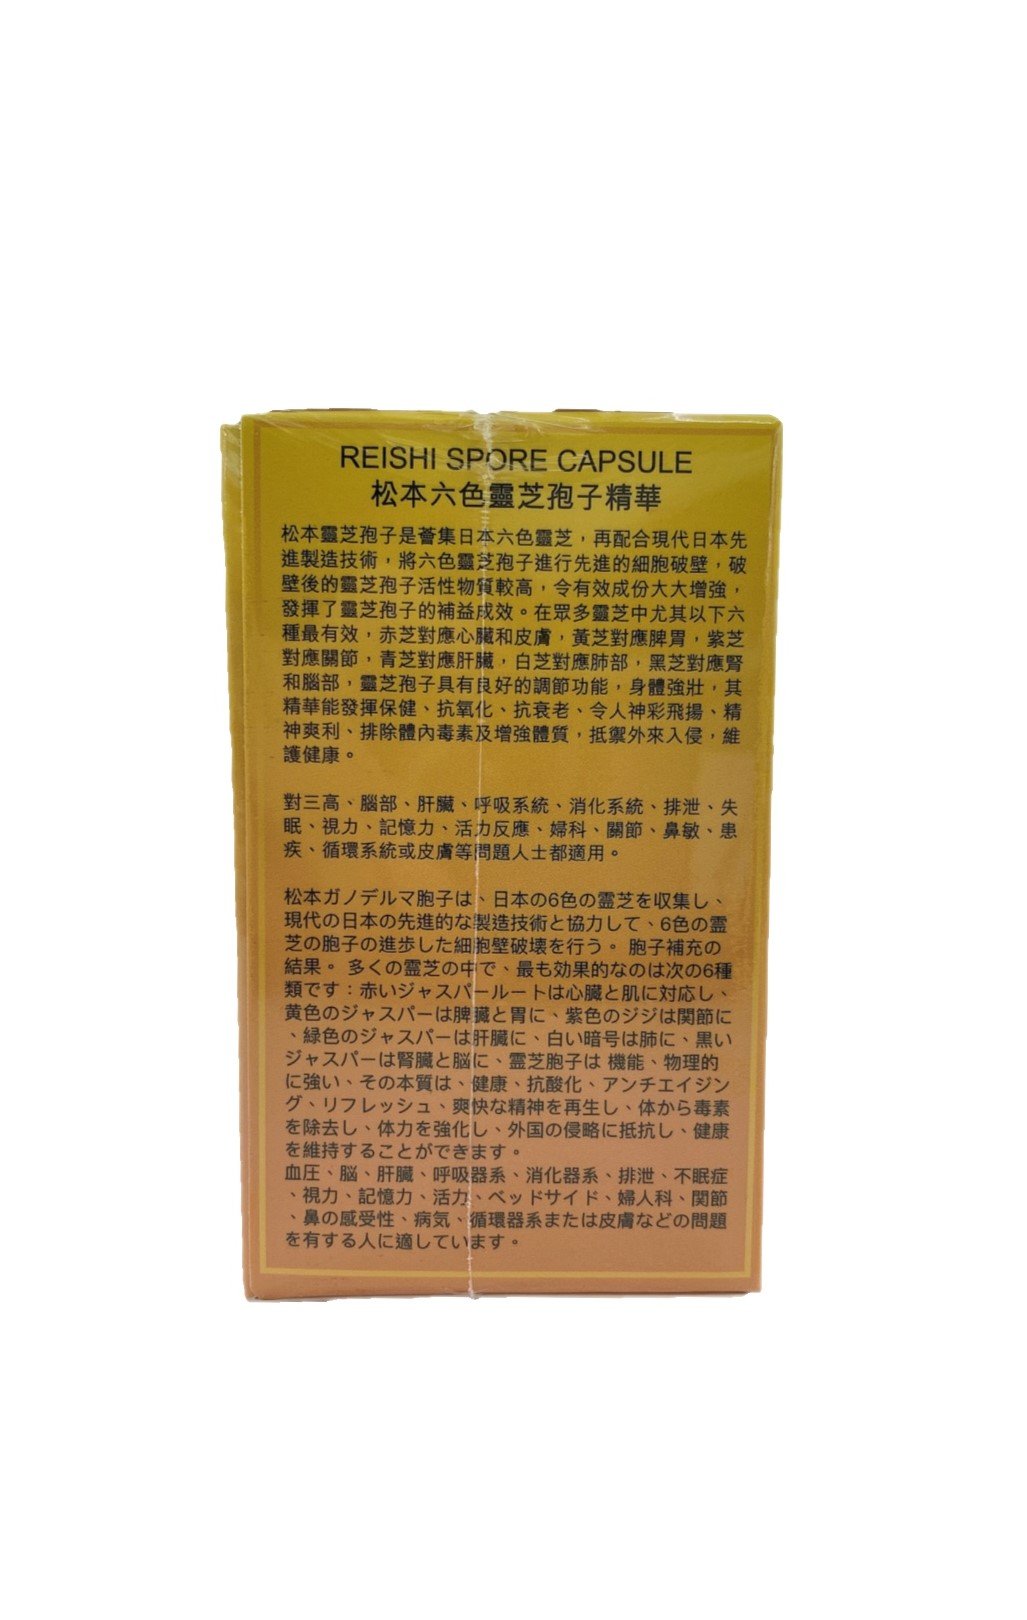 REISHI SPORE CAPSULE
松本六色靈芝孢子精華
松本靈芝孢子是薈集日本六色靈芝，再配合現代日本先
進製造技術，將六色靈芝孢子進行先進的細胞破壁，破
壁後的靈芝孢子活性物質較高，令有效成份大大增強，
發揮了靈芝孢子的補益成效。在眾多靈芝中尤其以下六
種最有效，赤芝對應心臟和皮膚，黃芝對應脾胃，紫芝
對應關節，青芝對應肝臟，白芝對應肺部，黑芝對應腎
和腦部，靈芝孢子具有良好的調節功能，身體強壯，其
精華能發揮保健、抗氧化、抗衰老、令人神彩飛揚、精
神爽利、排除體內毒素及增強體質，抵禦外來入侵，維
護健康。
對三高、腦部、肝臟、呼吸系統、消化系統、排泄、失
眠、視力、記憶力、活力反應、婦科、關節、鼻敏、患
疾、循環系統或皮膚等問題人士都適用。
松本ガノデルマ胞子は、日本の6色の霊芝を収集し、
現代の日本の先進的な製造技術と協力して、6色の霊
芝の胞子の進歩した細胞壁破壊を行う。 胞子補充の
結果。 多くの霊芝の中で、最も効果的なのは次の6種
類です：赤いジャスパールートは心臓と肌に対応し、
黄色のジャスパーは脾臓と胃に、紫色のジジは関節に
、緑色のジャスパーは肝臓に、白い暗号は肺に、黒い
ジャスパーは腎臓と脳に、霊芝胞子は 機能、物理的
に強い、その本質は、健康、抗酸化、アンチエイジン
グ、リフレッシュ、爽快な精神を再生し、体から毒素
を除去し、体力を強化し、外国の侵略に抵抗し、健康
を維持することができます。
血圧、脳、肝臓、呼吸器系、消化器系、排泄、不眠症
、視力、記憶力、活力、ベッドサイド、婦人科、関節
、鼻の感受性、病気、循環器系または皮膚などの問題
を有する人に適しています。